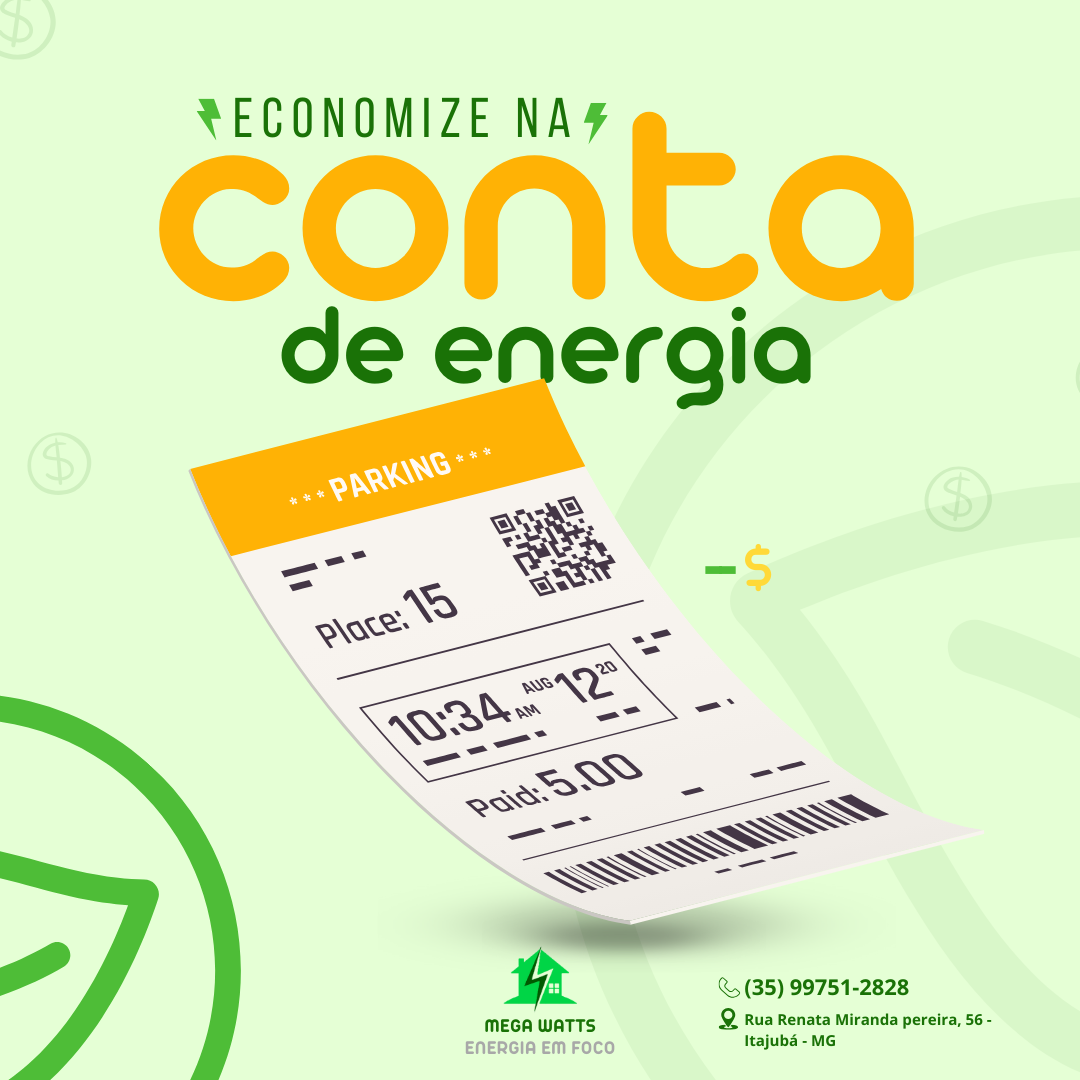 ECONOMIZE NA
conta
de energia
*** PARKING ***
Place: 15
10:34 AM AUG 12 20
Paid: 5.00
-$
MEGA WATTS
ENERGIA EM FOCO
(35) 99751-2828
Rua Renata Miranda pereira, 56 -
Itajubá - MG